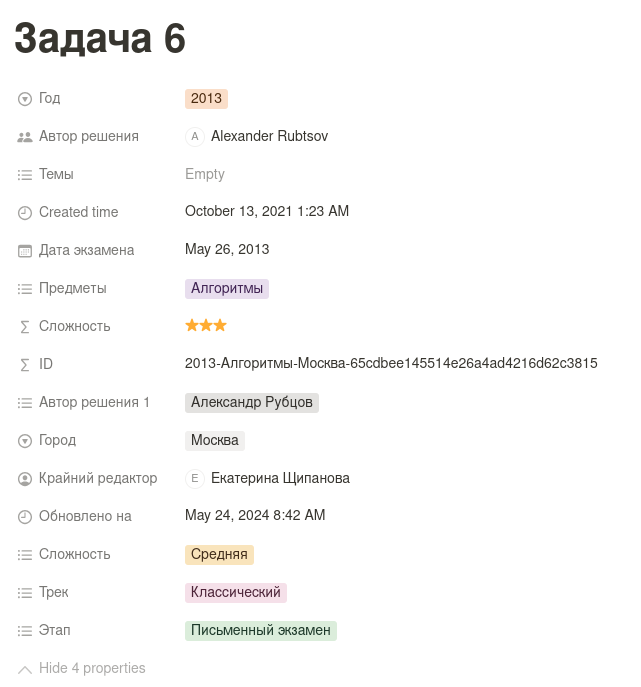 Задача 6
Год 2013
Автор решения A Alexander Rubtsov
Темы Empty
Created time October 13, 2021 1:23 AM
Дата экзамена May 26, 2013
Предметы Алгоритмы
Сложность ⭐⭐⭐
ID 2013-Алгоритмы-Москва-65cdbee145514e26a4ad4216d62c3815
Автор решения 1 Александр Рубцов
Город Москва
Крайний редактор E Екатерина Щипанова
Обновлено на May 24, 2024 8:42 AM
Сложность Средняя
Трек Классический
Этап Письменный экзамен
Hide 4 properties